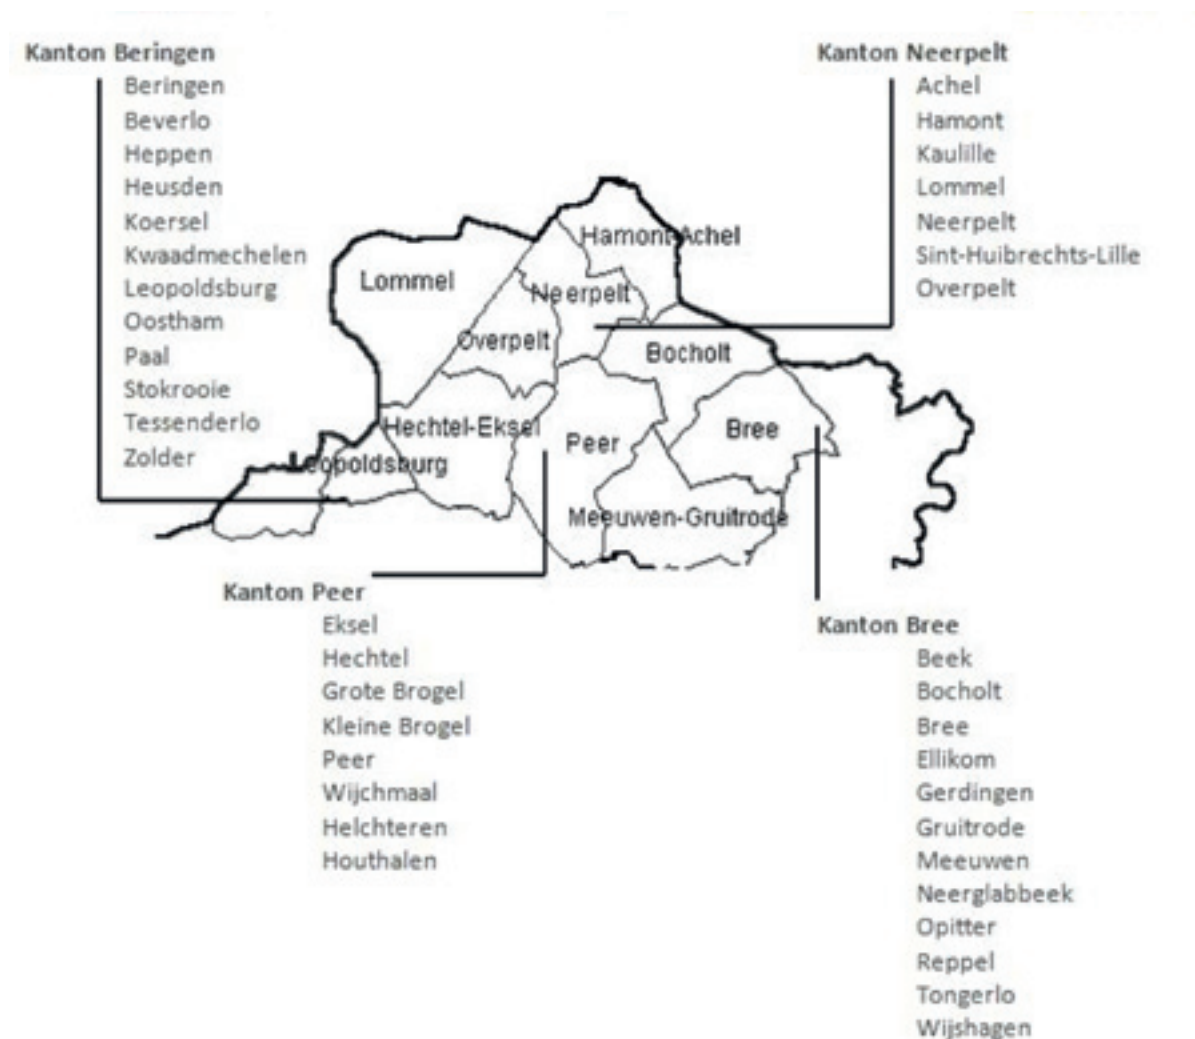 Kanton Beringen
Beringen
Beverlo
Heppen
Heusden
Koersel
Kwaadmechelen
Leopoldsburg
Oostham
Paal
Stokrooie
Tessenderlo
Zolder
Kanton Neerpelt
Achel
Hamont
Kaulille
Lommel
Neerpelt
Sint-Huibrechts-Lille
Overpelt
Hamont-Achel
Lommel
Neerpelt
Overpelt
Bocholt
Hechtel-Eksel
Peer
Bree
Leopoldsburg
Meeuwen-Gruitrode
Kanton Peer
Eksel
Hechtel
Grote Brogel
Kleine Brogel
Peer
Wijchmaal
Helchteren
Houthalen
Kanton Bree
Beek
Bocholt
Bree
Ellikom
Gerdingen
Gruitrode
Meeuwen
Neerglabbeek
Opitter
Reppel
Tongerlo
Wijshagen